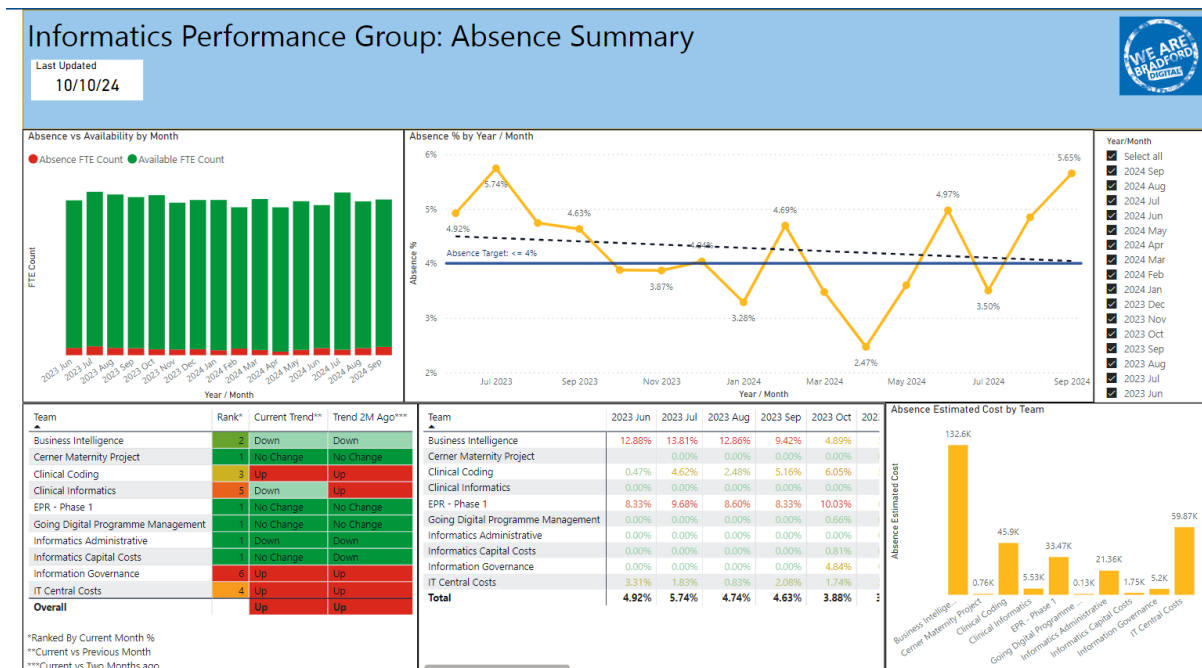 Informatics Performance Group: Absence Summary
Last Updated
10/10/24
WE ARE
BRADFORD
DIGITAL
Absence vs Availability by Month
Absence FTE Count Available FTE Count
FTE Count
2023 Jun 2023 Jul 2023 Aug 2023 Sep 2023 Oct 2023 Nov 2023 Dec 2024 Jan 2024 Feb 2024 Mar 2024 Apr 2024 May 2024 Jun 2024 Jul 2024 Aug 2024 Sep
Year / Month
Absence % by Year / Month
Absence %
6%
5%
4%
3%
2%
4.92%
5.74%
4.63%
3.87%
3.28%
4.69%
2.47%
4.97%
3.50%
5.65%
Absence Target: <= 4%
Jul 2023 Sep 2023 Nov 2023 Jan 2024 Mar 2024 May 2024 Jul 2024 Sep 2024
Year / Month
Year/Month
Select all
2024 Sep
2024 Aug
2024 Jul
2024 Jun
2024 May
2024 Apr
2024 Mar
2024 Feb
2024 Jan
2023 Dec
2023 Nov
2023 Oct
2023 Sep
2023 Aug
2023 Jul
2023 Jun
Team Rank* Current Trend** Trend 2M Ago***
Business Intelligence 2 Down Down
Cerner Maternity Project 1 No Change No Change
Clinical Coding 3 Up Up
Clinical Informatics 5 Down Up
EPR - Phase 1 1 No Change No Change
Going Digital Programme Management 1 No Change No Change
Informatics Administrative 1 Down Down
Informatics Capital Costs 1 No Change Down
Information Governance 6 Up Up
IT Central Costs 4 Up Up
Overall Up Up
*Ranked By Current Month %
**Current vs Previous Month
***Current vs Two Months ago
Team 2023 Jun 2023 Jul 2023 Aug 2023 Sep 2023 Oct 202
Business Intelligence 12.88% 13.81% 12.86% 9.42% 4.89%
Cerner Maternity Project 0.00% 0.00% 0.00% 0.00%
Clinical Coding 0.47% 4.62% 2.48% 5.16% 6.05%
Clinical Informatics 0.00% 0.00% 0.00% 0.00% 0.00%
EPR - Phase 1 8.33% 9.68% 8.60% 8.33% 10.03%
Going Digital Programme Management 0.00% 0.00% 0.00% 0.00% 0.66%
Informatics Administrative 0.00% 0.00% 0.00% 0.00% 0.00%
Informatics Capital Costs 0.00% 0.00% 0.00% 0.00% 0.81%
Information Governance 0.00% 0.00% 0.00% 0.00% 4.84%
IT Central Costs 3.31% 1.83% 0.83% 2.08% 1.74%
Total 4.92% 5.74% 4.74% 4.63% 3.88%
Absence Estimated Cost by Team
Absence Estimated Cost
132.6K
0.76K
45.9K
5.53K
33.47K
0.13K
21.36K
1.75K
5.2K
59.87K
Business Intellige... Cerner Maternity Project Clinical Coding Clinical Informatics EPR - Phase 1 Going Digital Programme ... Informatics Administrative Informatics Capital Costs Information Governance IT Central Costs